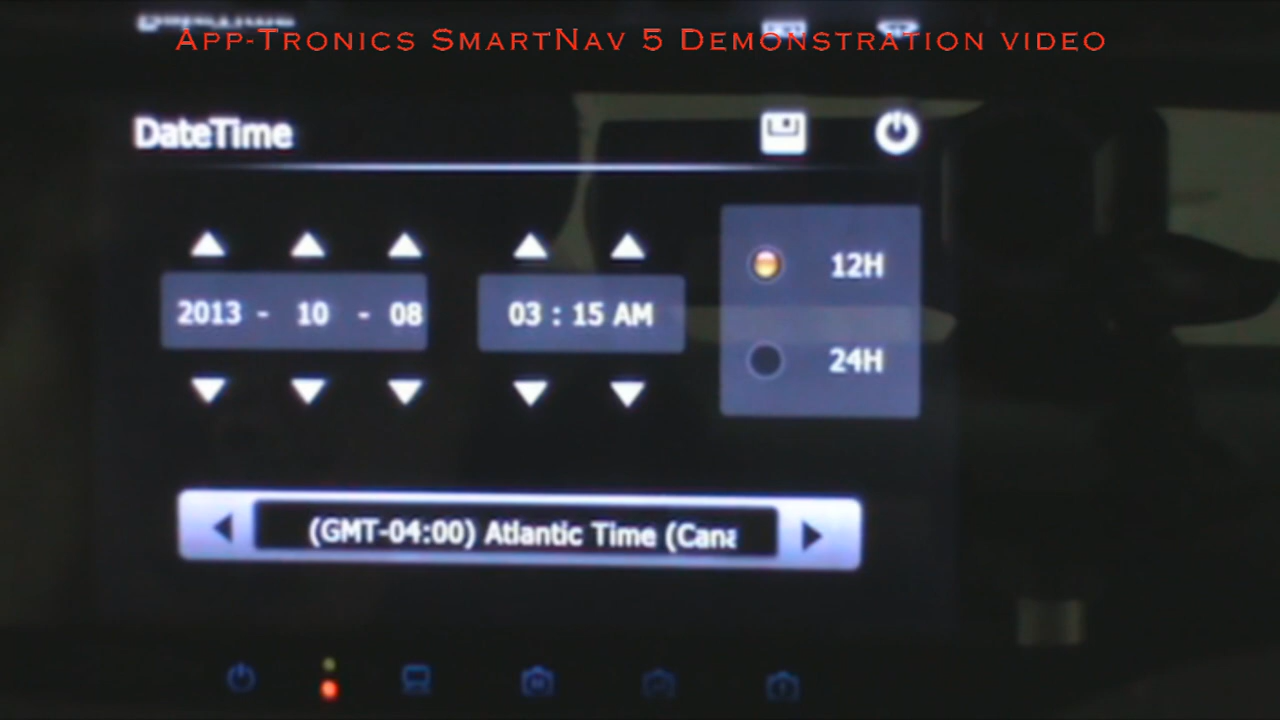 App-Tronics SmartNav 5 Demonstration video
DateTime
2013 - 10 - 08
03 : 15 AM
12H
24H
(GMT-04:00) Atlantic Time (Cana